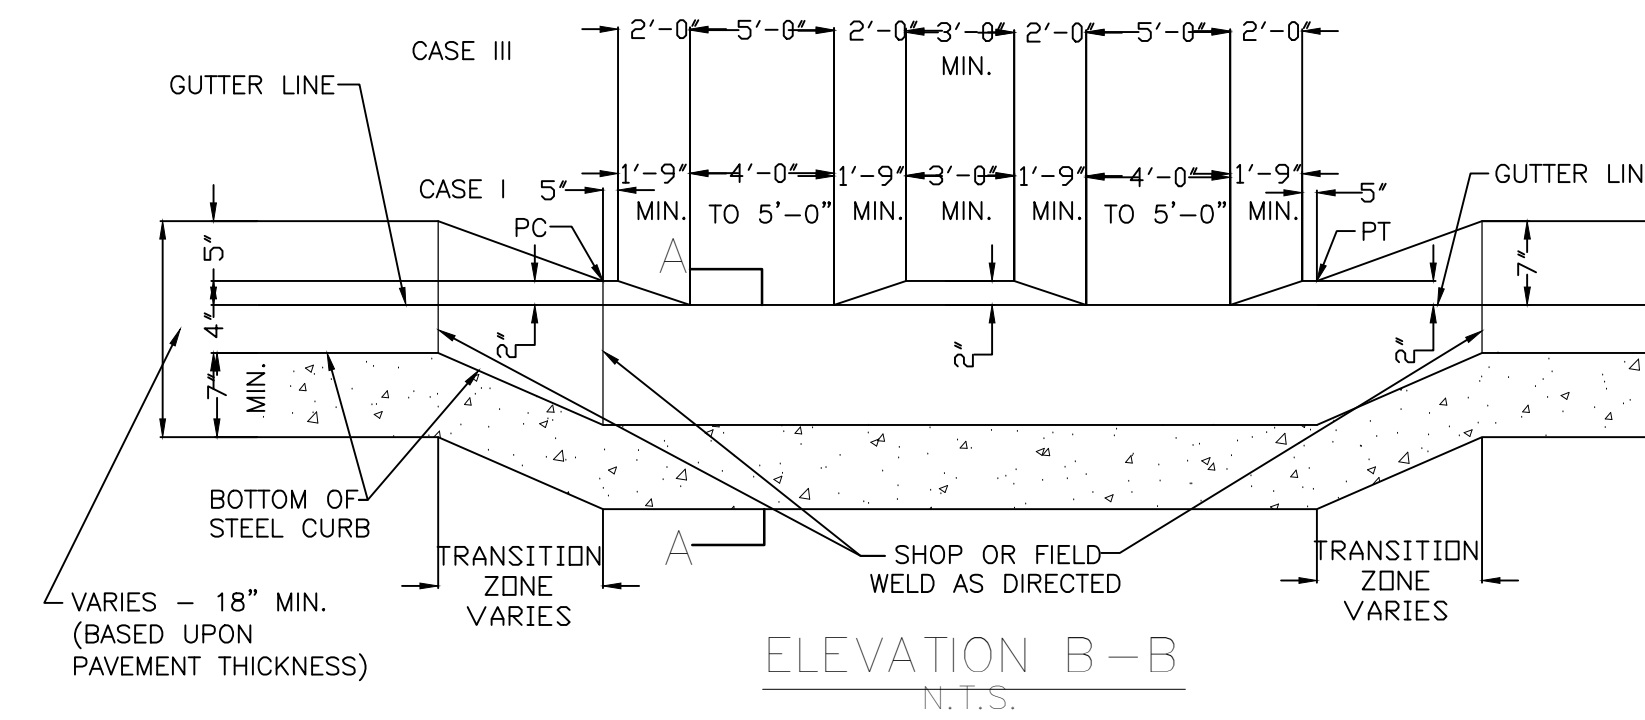 CASE III
2'-0" 5'-0" 2'-0" 3'-0" 2'-0" 5'-0" 2'-0"
MIN.
GUTTER LINE
CASE I 5" 1'-9" 4'-0" 1'-9" 3'-0" 1'-9" 4'-0" 1'-9" 5"
GUTTER LIN
MIN. TO 5'-0" MIN. MIN. MIN. TO 5'-0" MIN.
PC
PT
A
5"
7"
4"
2"
2"
2"
7"
MIN.
BOTTOM OF
STEEL CURB
A
SHOP OR FIELD
WELD AS DIRECTED
TRANSITION
ZONE
VARIES
TRANSITION
ZONE
VARIES
VARIES - 18" MIN.
(BASED UPON
PAVEMENT THICKNESS)
ELEVATION B-B
N.T.S.